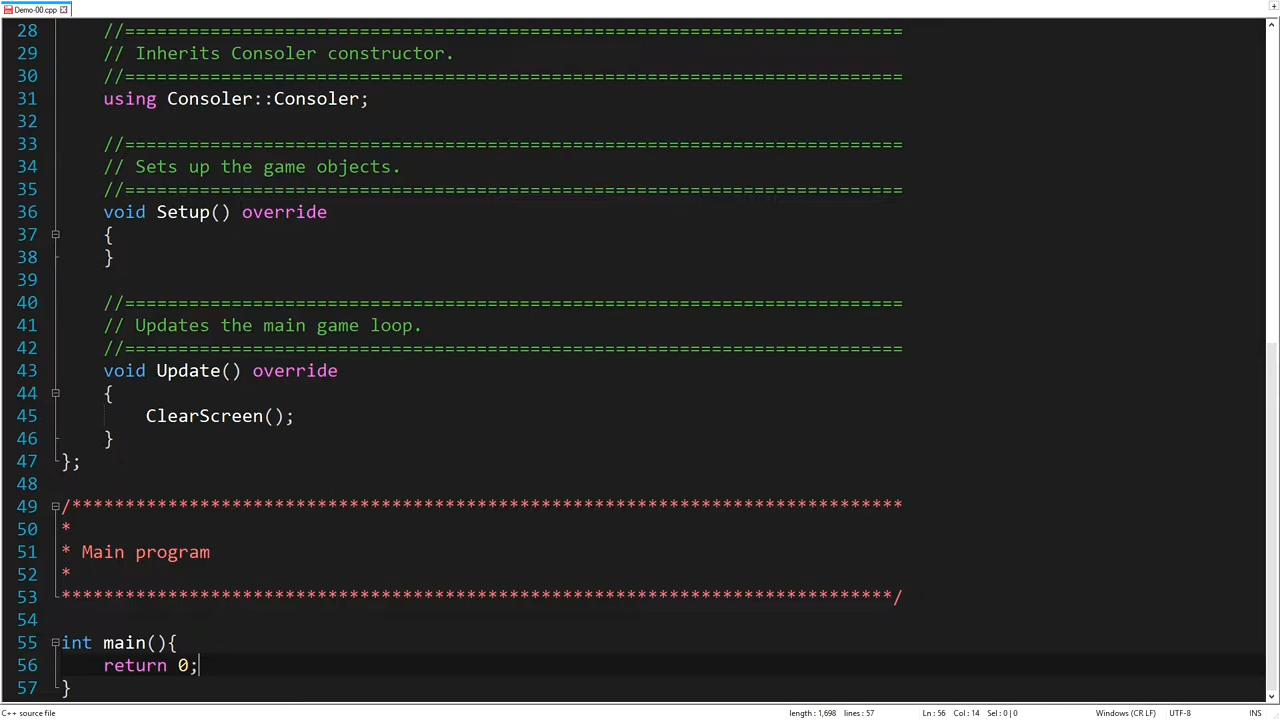 Demo-00.cpp
28 //=========================================================================
29 // Inherits Consoler constructor.
30 //=========================================================================
31 using Consoler::Consoler;
32
33 //=========================================================================
34 // Sets up the game objects.
35 //=========================================================================
36 void Setup() override
37 {
38 }
39
40 //=========================================================================
41 // Updates the main game loop.
42 //=========================================================================
43 void Update() override
44 {
45 ClearScreen();
46 }
47 };
48
49 /******************************************************************************
50 *
51 * Main program
52 *
53 ******************************************************************************/
54
55 int main(){
56 return 0;
57 }
C++ source file length : 1,698 lines : 57 Ln : 56 Col : 14 Sel : 0 | 0 Windows (CR LF) UTF-8 INS